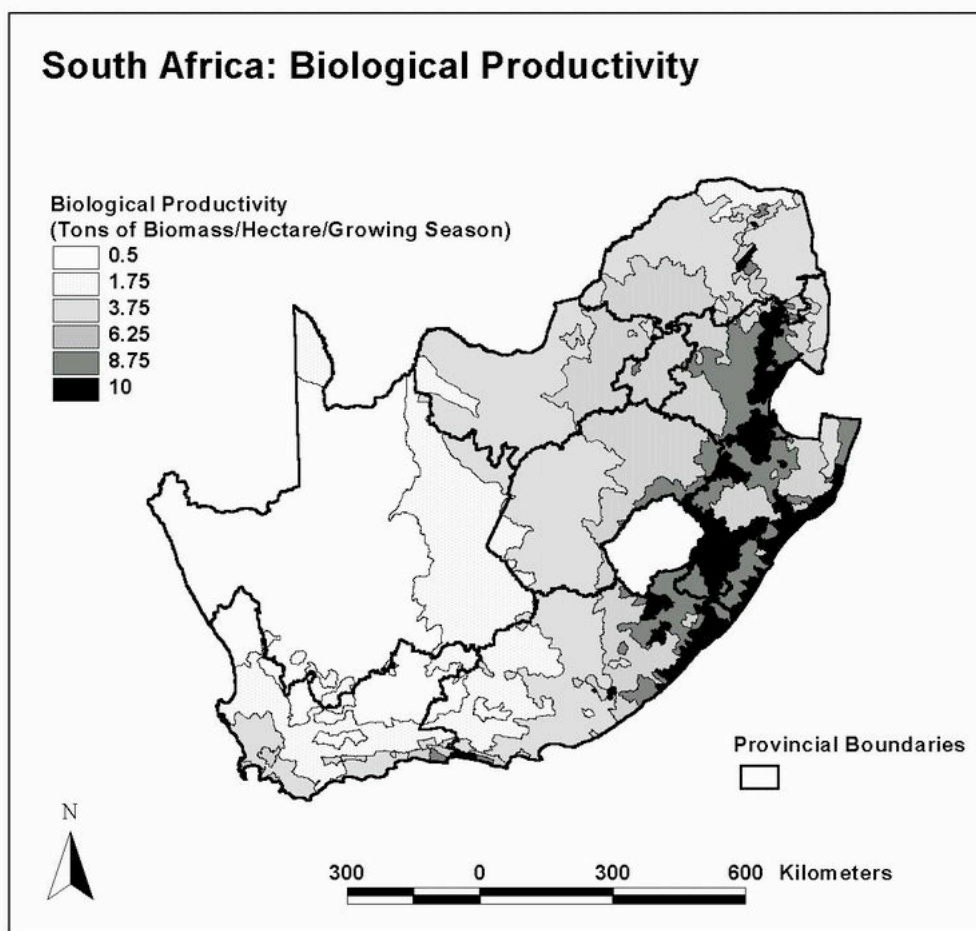 South Africa: Biological Productivity
Biological Productivity
(Tons of Biomass/Hectare/Growing Season)
0.5
1.75
3.75
6.25
8.75
10
Provincial Boundaries
N
300 0 300 600 Kilometers